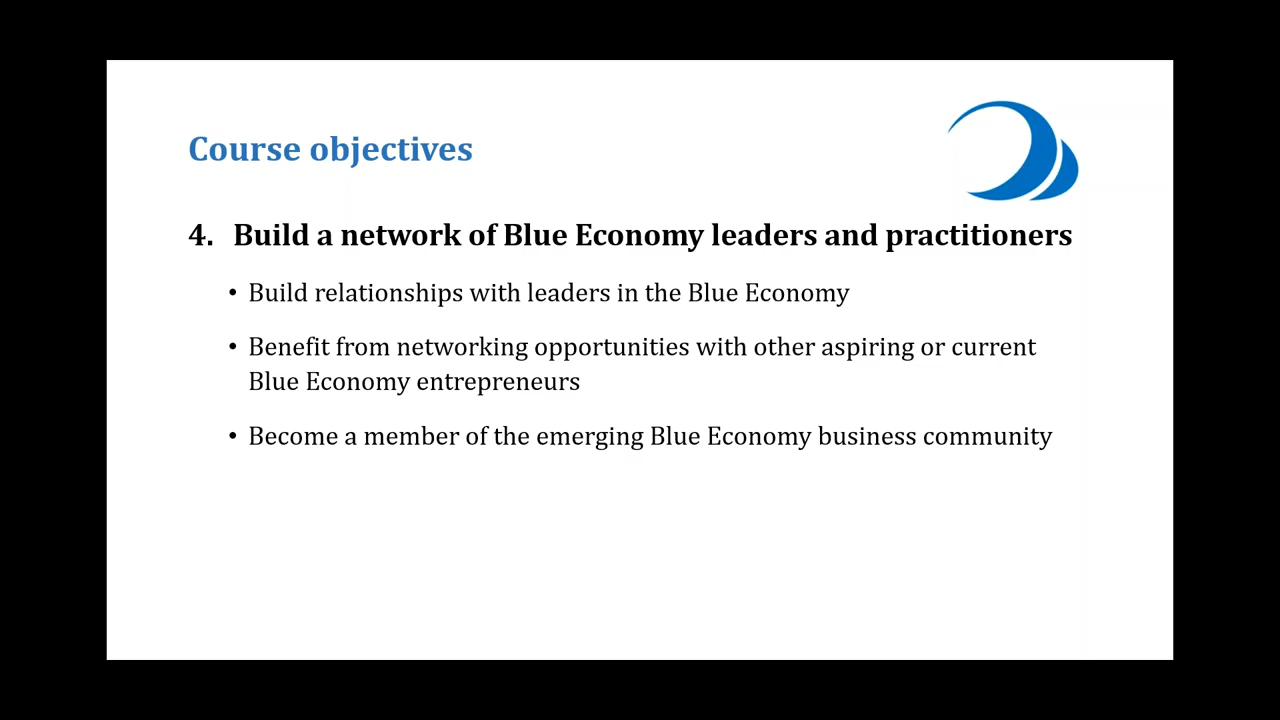 Course objectives
4. Build a network of Blue Economy leaders and practitioners
• Build relationships with leaders in the Blue Economy
• Benefit from networking opportunities with other aspiring or current
Blue Economy entrepreneurs
• Become a member of the emerging Blue Economy business community